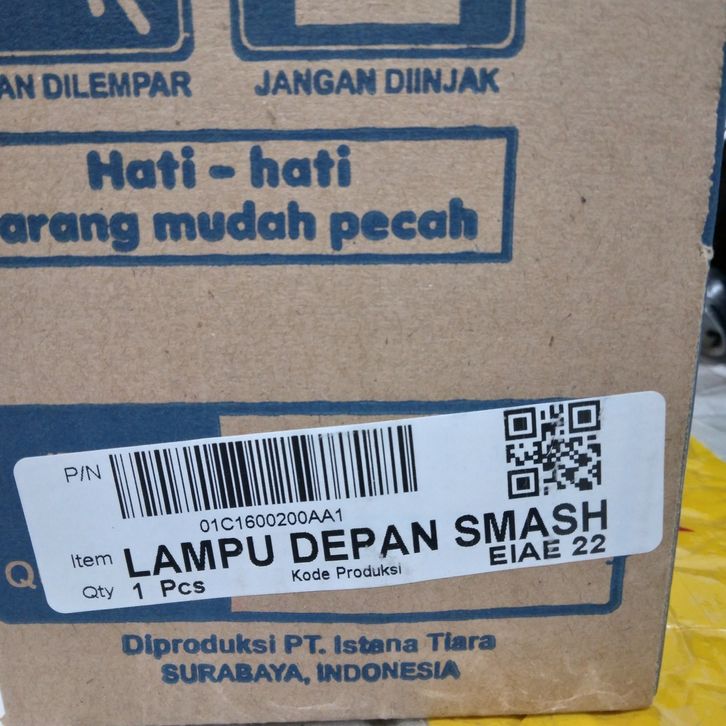 AN DILEMPAR
JANGAN DIINJAK
Hati - hati
arang mudah pecah
P/N
01C1600200AA1
Item LAMPU DEPAN SMASH
Qty 1 Pcs
Kode Produksi
EIAE 22
Q
Diproduksi PT. Istana Tiara
SURABAYA, INDONESIA